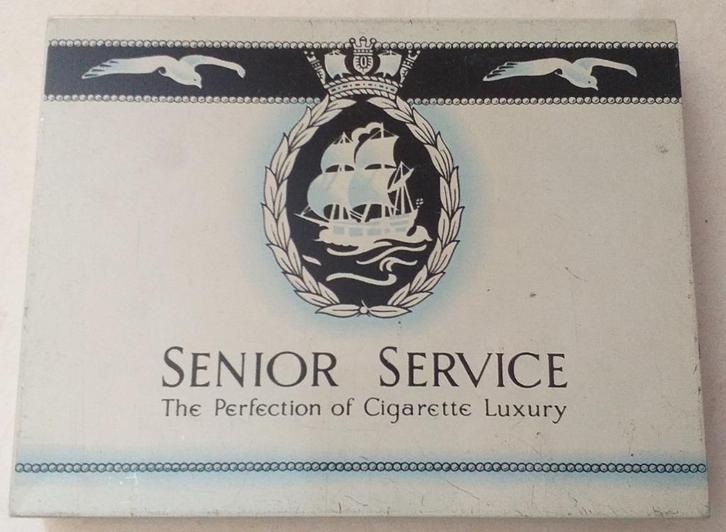 SENIOR SERVICE
The Perfection of Cigarette Luxury